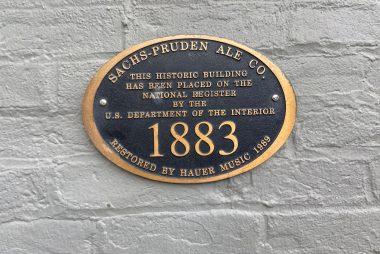 SACHS-PRUDEN ALE CO.
THIS HISTORIC BUILDING
HAS BEEN PLACED ON THE
NATIONAL REGISTER
BY THE
U.S. DEPARTMENT OF THE INTERIOR
1883
RESTORED BY HAUER MUSIC 1989